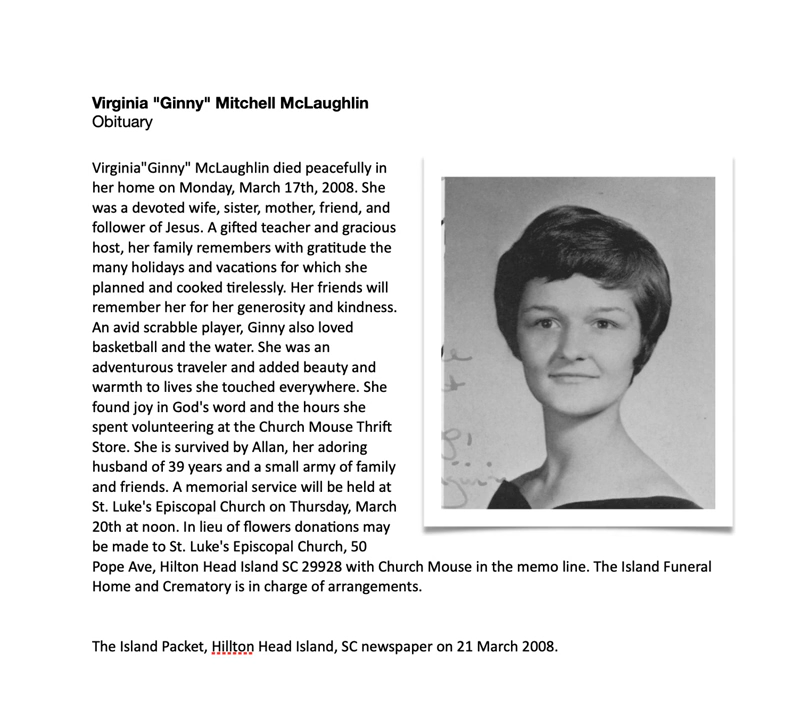 Virginia "Ginny" Mitchell McLaughlin
Obituary
Virginia"Ginny" McLaughlin died peacefully in
her home on Monday, March 17th, 2008. She
was a devoted wife, sister, mother, friend, and
follower of Jesus. A gifted teacher and gracious
host, her family remembers with gratitude the
many holidays and vacations for which she
planned and cooked tirelessly. Her friends will
remember her for her generosity and kindness.
An avid scrabble player, Ginny also loved
basketball and the water. She was an
adventurous traveler and added beauty and
warmth to lives she touched everywhere. She
found joy in God's word and the hours she
spent volunteering at the Church Mouse Thrift
Store. She is survived by Allan, her adoring
husband of 39 years and a small army of family
and friends. A memorial service will be held at
St. Luke's Episcopal Church on Thursday, March
20th at noon. In lieu of flowers donations may
be made to St. Luke's Episcopal Church, 50
Pope Ave, Hilton Head Island SC 29928 with Church Mouse in the memo line. The Island Funeral
Home and Crematory is in charge of arrangements.
The Island Packet, Hillton Head Island, SC newspaper on 21 March 2008.